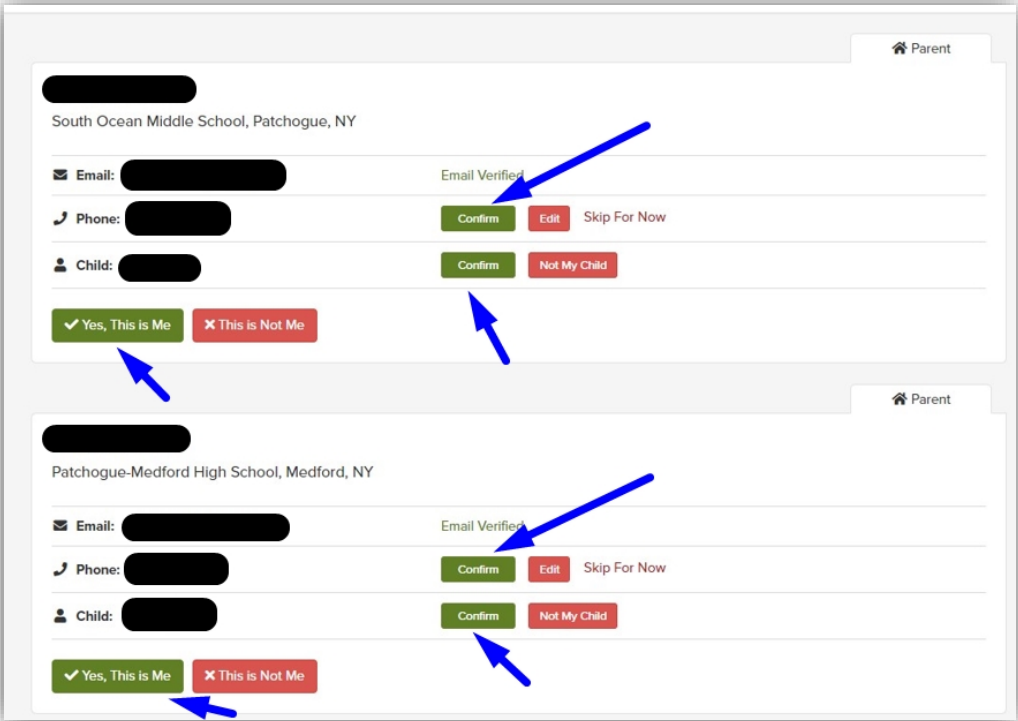 Parent
South Ocean Middle School, Patchogue, NY
Email: Email Verified
Phone: Confirm Edit Skip For Now
Child: Confirm Not My Child
Yes, This is Me This is Not Me
Parent
Patchogue-Medford High School, Medford, NY
Email: Email Verified
Phone: Confirm Edit Skip For Now
Child: Confirm Not My Child
Yes, This is Me This is Not Me